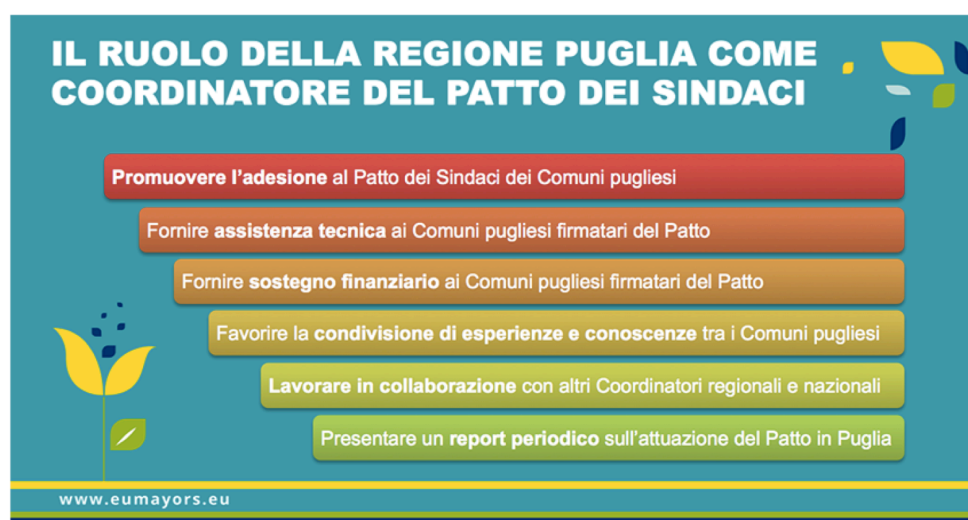 IL RUOLO DELLA REGIONE PUGLIA COME
COORDINATORE DEL PATTO DEI SINDACI
Promuovere l'adesione al Patto dei Sindaci dei Comuni pugliesi
Fornire assistenza tecnica ai Comuni pugliesi firmatari del Patto
Fornire sostegno finanziario ai Comuni pugliesi firmatari del Patto
Favorire la condivisione di esperienze e conoscenze tra i Comuni pugliesi
Lavorare in collaborazione con altri Coordinatori regionali e nazionali
Presentare un report periodico sull'attuazione del Patto in Puglia
www.eumayors.eu